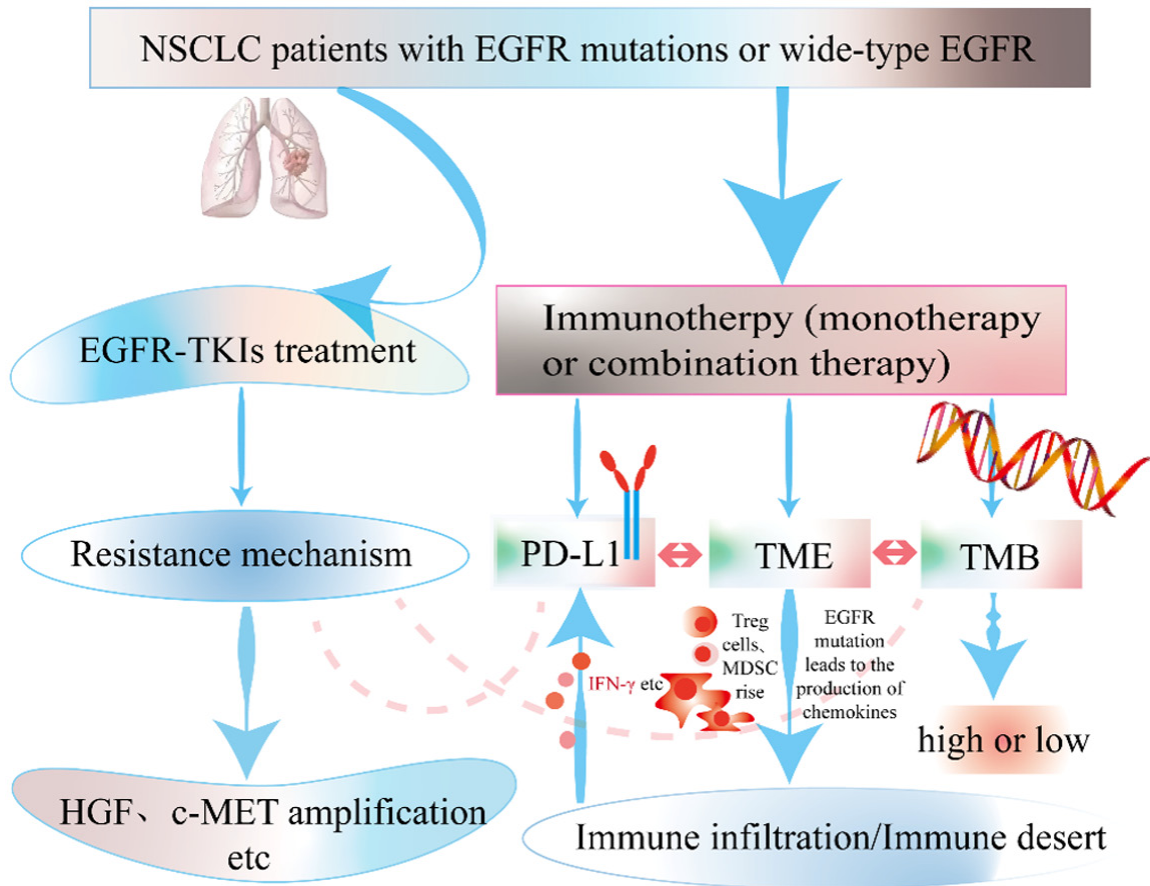 NSCLC patients with EGFR mutations or wide-type EGFR
EGFR-TKIs treatment
Immunotherpy (monotherapy
or combination therapy)
Resistance mechanism
PD-L1
TME
TMB
Treg
cells、
MDSC
rise
EGFR
mutation
leads to the
production of
chemokines
IFN-γ etc
high or low
HGF、c-MET amplification
etc
Immune infiltration/Immune desert